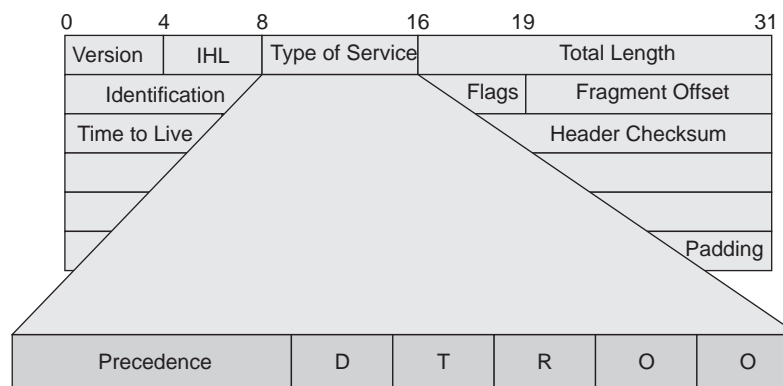 0 4 8 16 19 31
Version IHL Type of Service Total Length
Identification Flags Fragment Offset
Time to Live Header Checksum
Padding
Precedence D T R O O